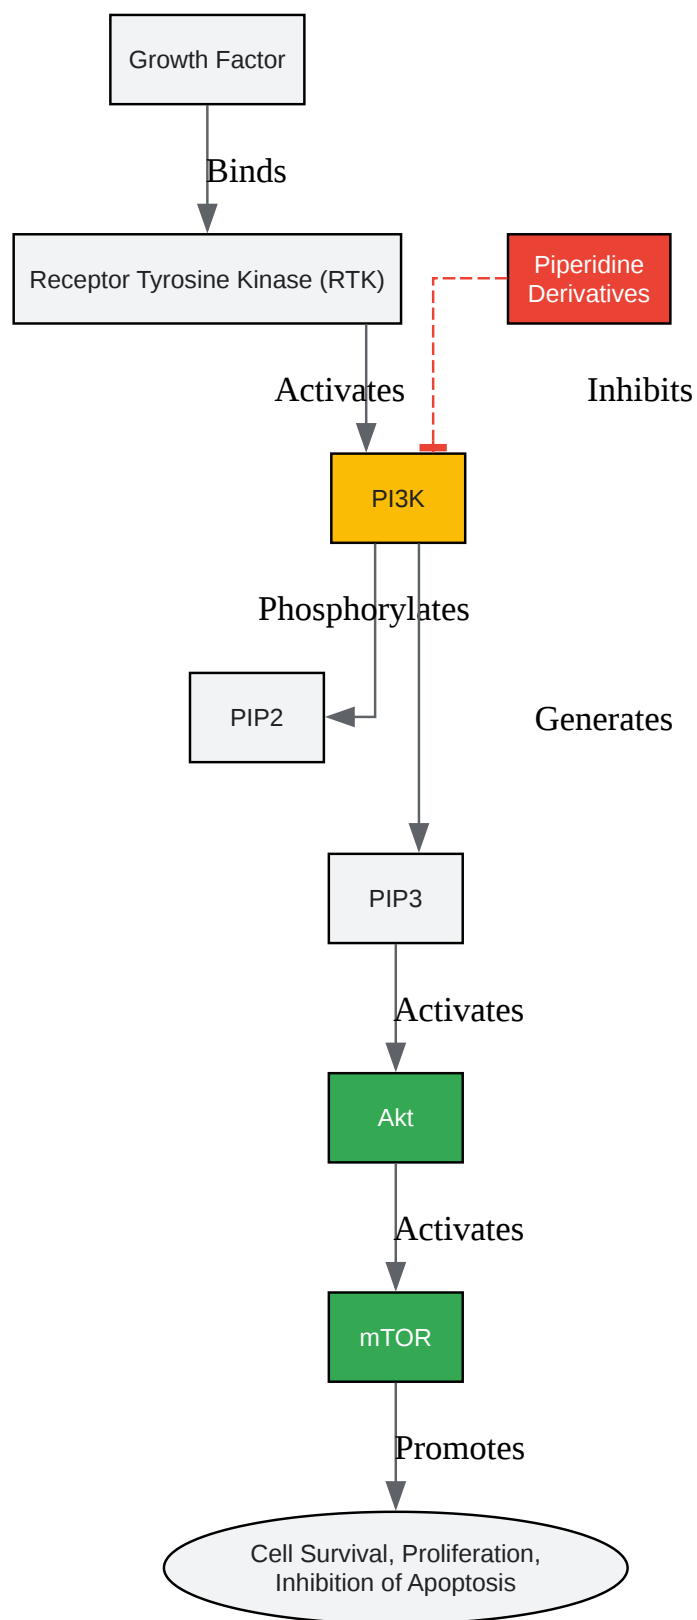 Growth Factor
Binds
Receptor Tyrosine Kinase (RTK)
Piperidine
Derivatives
Activates
Inhibits
PI3K
Phosphorylates
PIP2
Generates
PIP3
Activates
Akt
Activates
mTOR
Promotes
Cell Survival, Proliferation,
Inhibition of Apoptosis